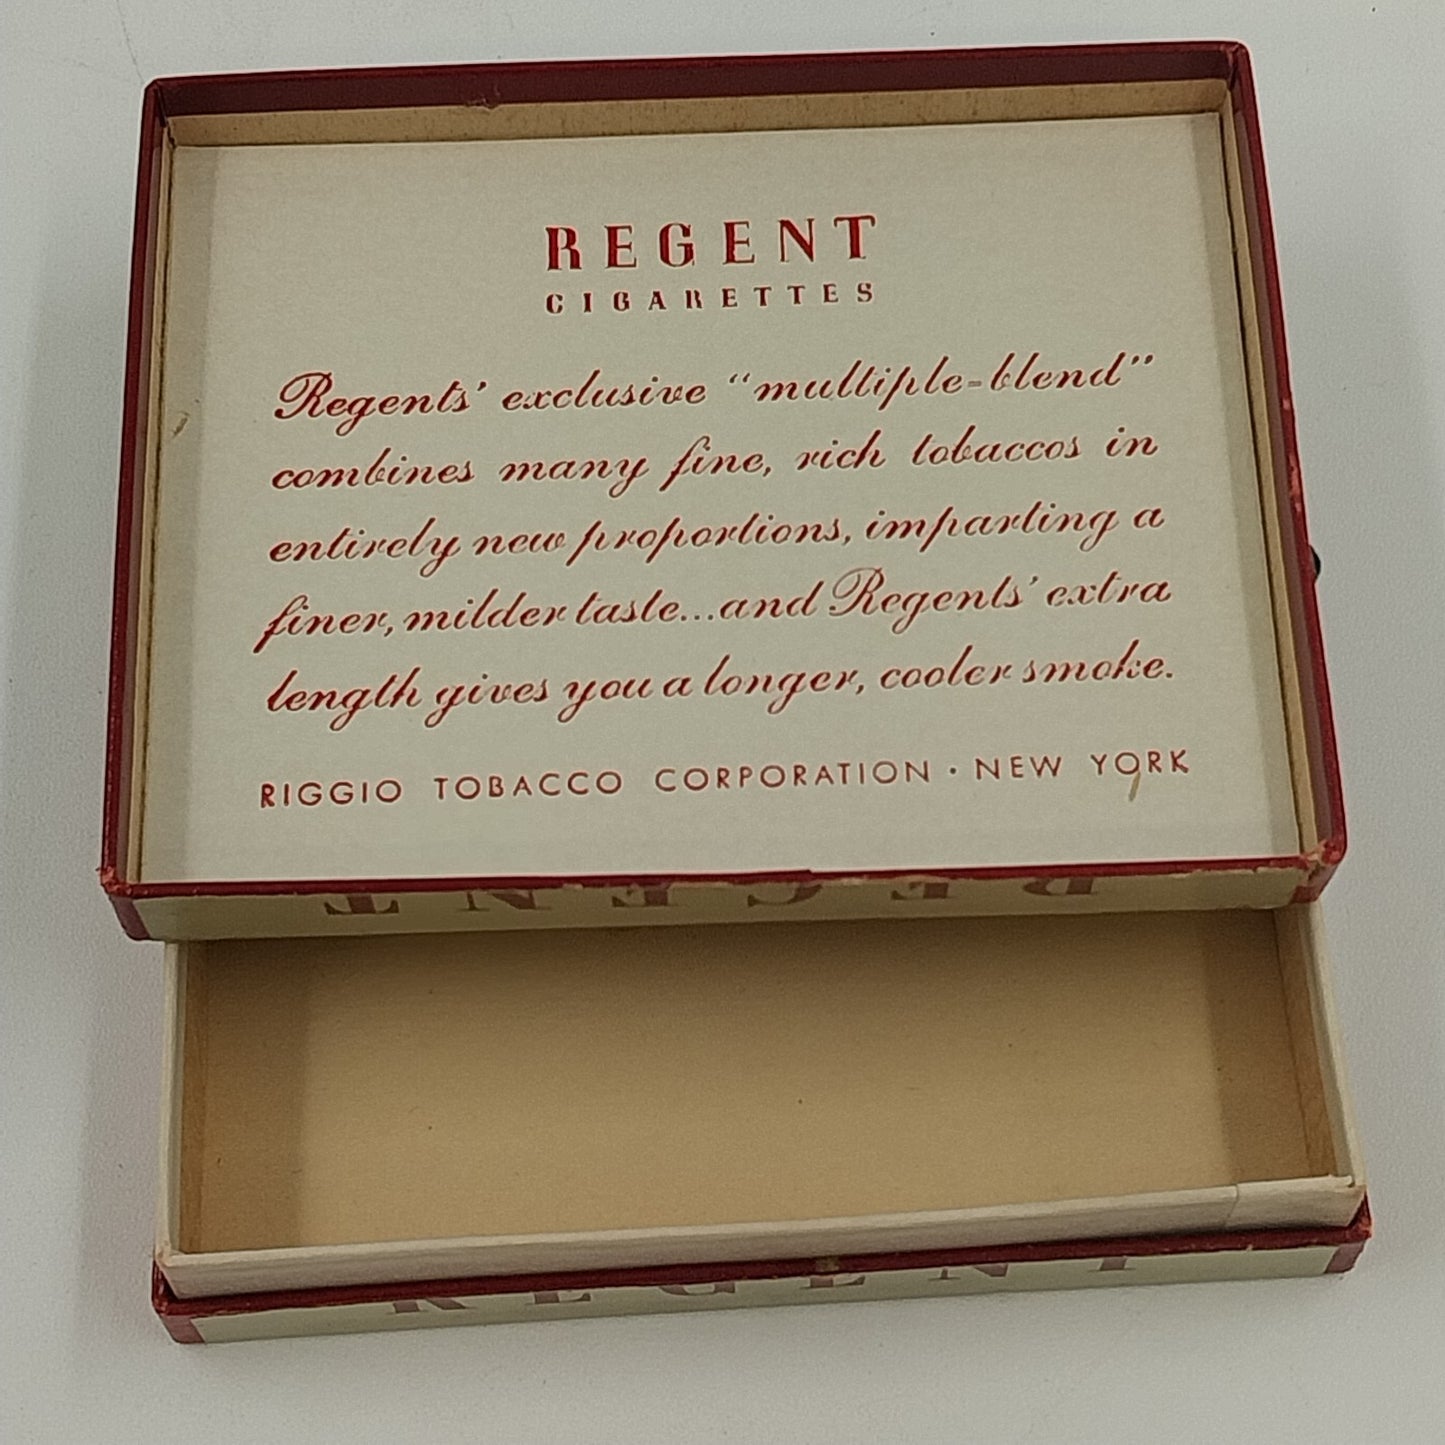 REGENT
CIGARETTES
Regents' exclusive "multiple-blend"
combines many fine, rich tobaccos in
entirely new proportions, imparting a
finer, milder taste...and Regents' extra
length gives you a longer, cooler smoke.
RIGGIO TOBACCO CORPORATION · NEW YORK
REGENT
REGENT